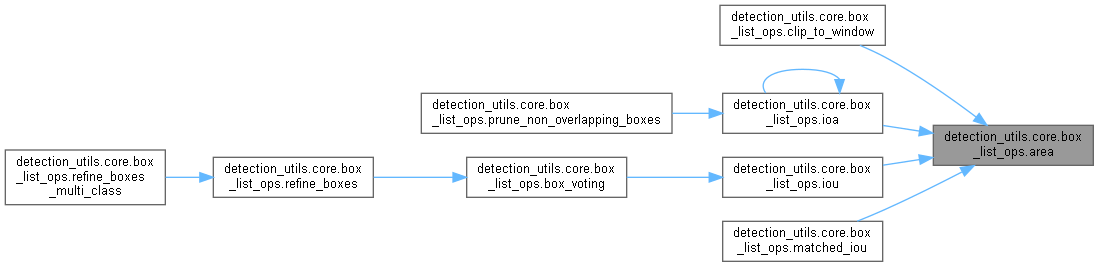 detection_utils.core.box
_list_ops.clip_to_window
detection_utils.core.box
_list_ops.prune_non_overlapping_boxes
detection_utils.core.box
_list_ops.ioa
detection_utils.core.box
_list_ops.area
detection_utils.core.box
_list_ops.refine_boxes
_multi_class
detection_utils.core.box
_list_ops.refine_boxes
detection_utils.core.box
_list_ops.box_voting
detection_utils.core.box
_list_ops.iou
detection_utils.core.box
_list_ops.matched_iou